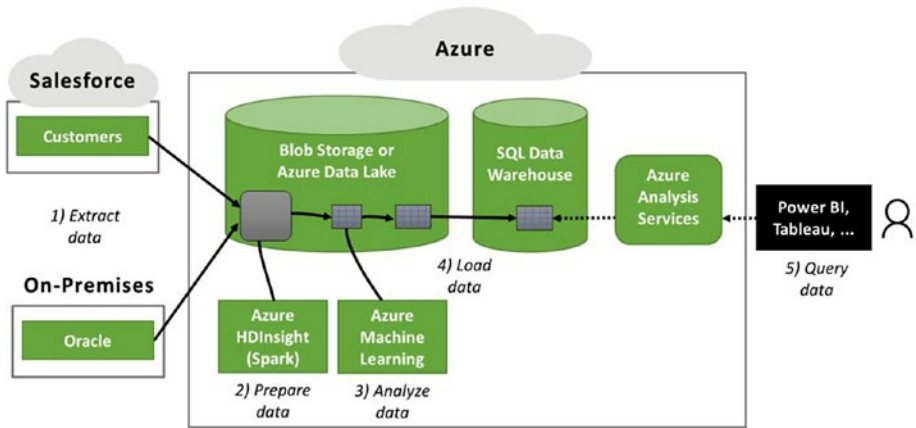 Azure
Salesforce
Customers
1) Extract
data
On-Premises
Oracle
Blob Storage or
Azure Data Lake
SQL Data
Warehouse
Azure
Analysis
Services
Power BI,
Tableau, ...
5) Query
data
4) Load
data
Azure
HDInsight
(Spark)
2) Prepare
data
Azure
Machine
Learning
3) Analyze
data